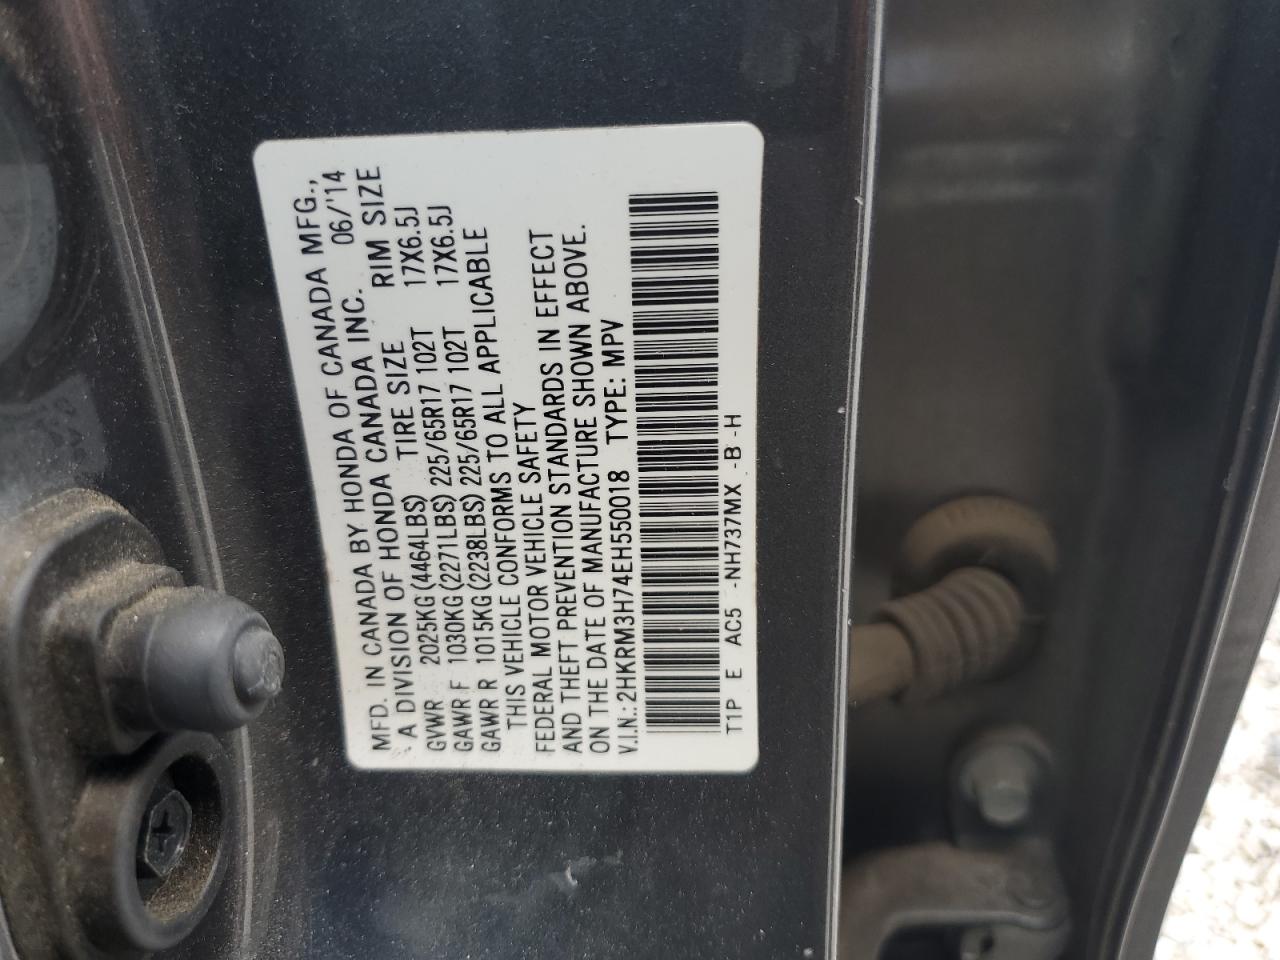 MFD. IN CANADA BY HONDA OF CANADA MFG.,
A DIVISION OF HONDA CANADA INC. 06/'14
GVWR 2025KG(4464LBS) TIRE SIZE RIM SIZE
GAWR F 1030KG(2271LBS) 225/65R17 102T 17X6.5J
GAWR R 1015KG(2238LBS) 225/65R17 102T 17X6.5J
THIS VEHICLE CONFORMS TO ALL APPLICABLE
FEDERAL MOTOR VEHICLE SAFETY
AND THEFT PREVENTION STANDARDS IN EFFECT
ON THE DATE OF MANUFACTURE SHOWN ABOVE.
V.I.N.:2HKRM3H74EH550018 TYPE: MPV
T1P E AC5 -NH737MX -B -H